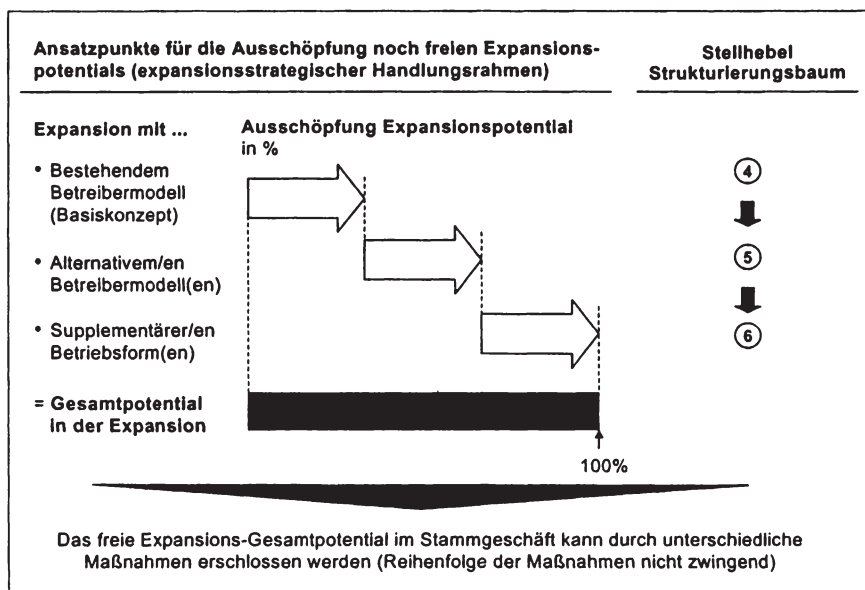 Ansatzpunkte für die Ausschöpfung noch freien Expansions-
potentials (expansionsstrategischer Handlungsrahmen)
Stellhebel
Strukturierungsbaum
Expansion mit ...
Ausschöpfung Expansionspotential
in %
• Bestehendem
Betreibermodell
(Basiskonzept)
4
• Alternativem/en
Betreibermodell(en)
5
• Supplementärer/en
Betriebsform(en)
6
= Gesamtpotential
in der Expansion
100%
Das freie Expansions-Gesamtpotential im Stammgeschäft kann durch unterschiedliche
Maßnahmen erschlossen werden (Reihenfolge der Maßnahmen nicht zwingend)